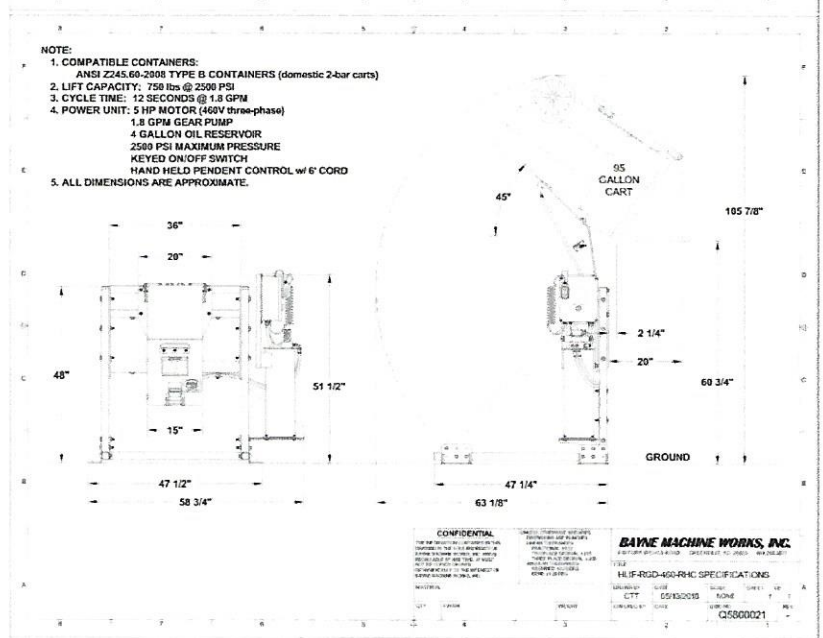 NOTE:
1. COMPATIBLE CONTAINERS:
ANSI Z245.60-2008 TYPE B CONTAINERS (domestic 2-bar carts)
2. LIFT CAPACITY: 750 lbs @ 2500 PSI
3. CYCLE TIME: 12 SECONDS @ 1.8 GPM
4. POWER UNIT: 5 HP MOTOR (460V three-phase)
1.8 GPM GEAR PUMP
4 GALLON OIL RESERVOIR
2500 PSI MAXIMUM PRESSURE
KEYED ON/OFF SWITCH
HAND HELD PENDENT CONTROL w/ 6' CORD
5. ALL DIMENSIONS ARE APPROXIMATE.
95
GALLON
CART
45"
105 7/8"
36"
20"
48"
51 1/2"
15"
2 1/4"
20"
60 3/4"
GROUND
47 1/2"
58 3/4"
47 1/4"
63 1/8"
CONFIDENTIAL
BAYNE MACHINE WORKS, INC.
HLIF-RGD-460-RHC SPECIFICATIONS
CTT
05/13/2015
NONE
Q5800021